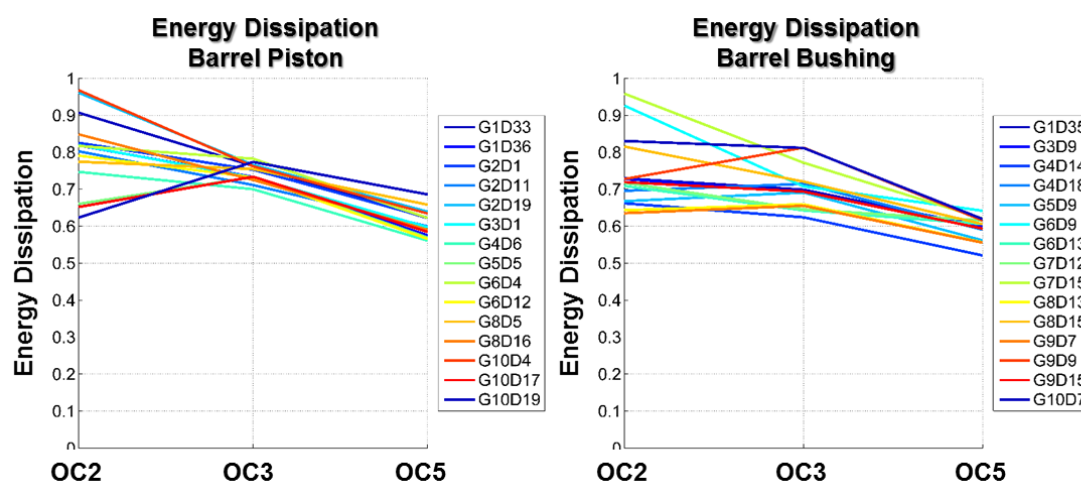 Energy Dissipation
Barrel Piston
Energy Dissipation
1
0.9
0.8
0.7
0.6
0.5
0.4
0.3
0.2
0.1
0
OC2 OC3 OC5
G1D33
G1D36
G2D1
G2D11
G2D19
G3D1
G4D6
G5D5
G6D4
G6D12
G8D5
G8D16
G10D4
G10D17
G10D19
Energy Dissipation
Barrel Bushing
Energy Dissipation
1
0.9
0.8
0.7
0.6
0.5
0.4
0.3
0.2
0.1
0
OC2 OC3 OC5
G1D35
G3D9
G4D14
G4D18
G5D9
G6D9
G6D13
G7D12
G7D15
G8D13
G8D15
G9D7
G9D9
G9D15
G10D7